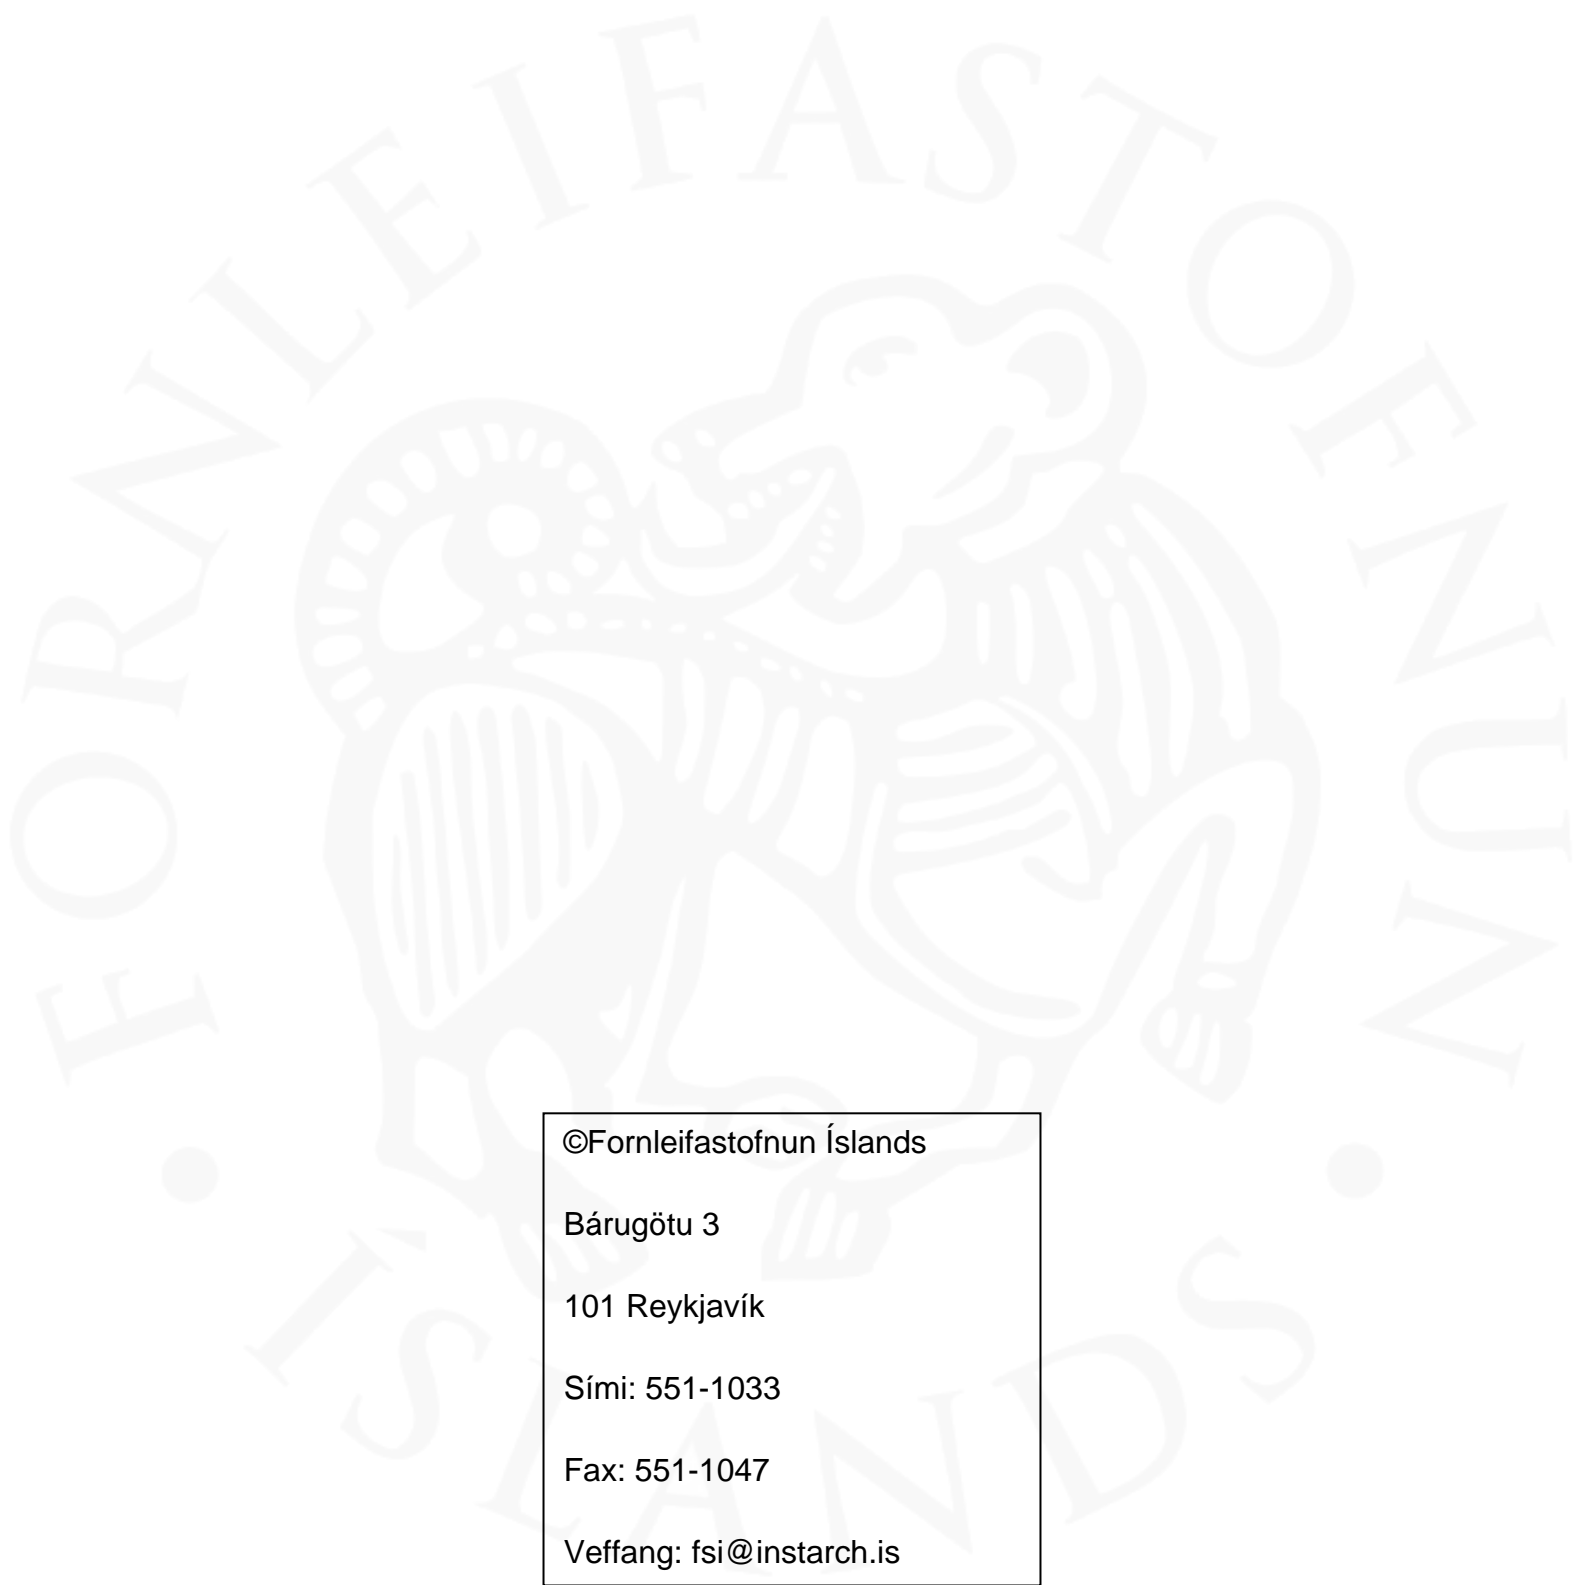 FORNLEIFASTOFNUN
ÍSLANDS
©Fornleifastofnun Íslands
Bárugötu 3
101 Reykjavík
Sími: 551-1033
Fax: 551-1047
Veffang: fsi@instarch.is